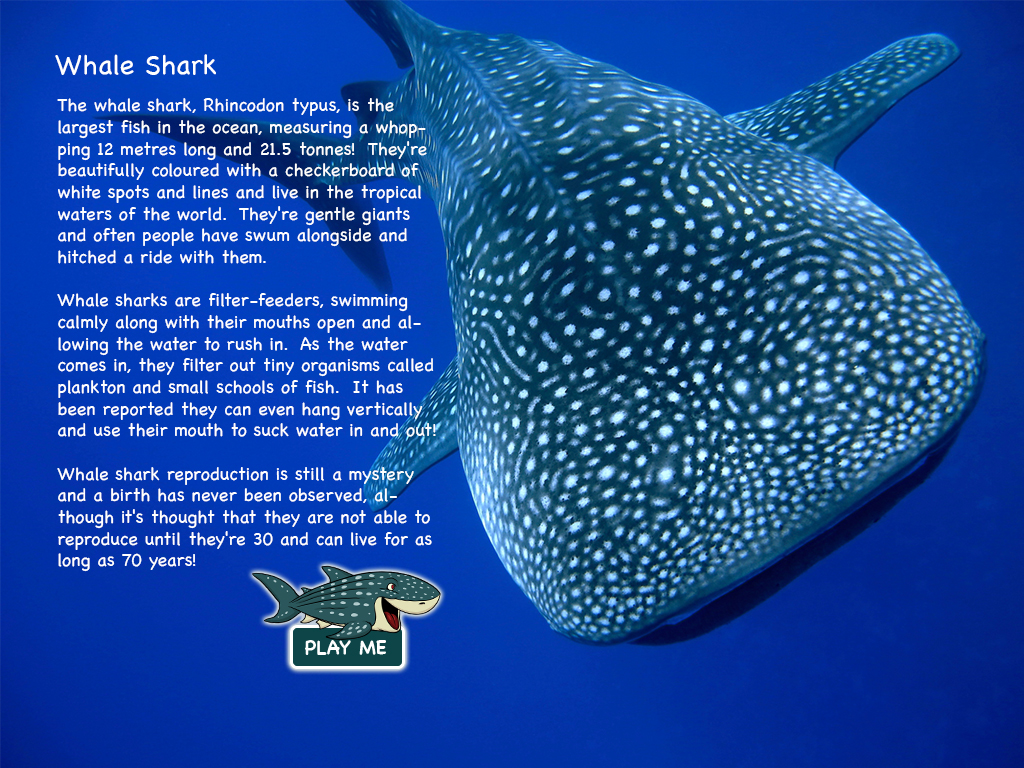 Whale Shark
The whale shark, Rhincodon typus, is the
largest fish in the ocean, measuring a whop-
ping 12 metres long and 21.5 tonnes!  They're
beautifully coloured with a checkerboard of
white spots and lines and live in the tropical
waters of the world.  They're gentle giants
and often people have swum alongside and
hitched a ride with them.
Whale sharks are filter-feeders, swimming
calmly along with their mouths open and al-
lowing the water to rush in.  As the water
comes in, they filter out tiny organisms called
plankton and small schools of fish.  It has
been reported they can even hang vertically
and use their mouth to suck water in and out!
Whale shark reproduction is still a mystery
and a birth has never been observed, al-
though it's thought that they are not able to
reproduce until they're 30 and can live for as
long as 70 years!
PLAY ME